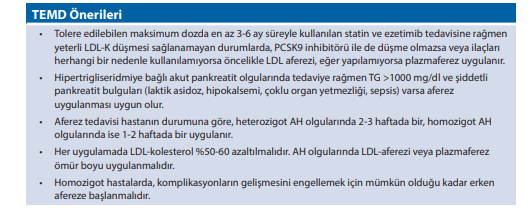 TEMD Önerileri
• Tolere edilebilen maksimum dozda en az 3-6 ay süreyle kullanılan statin ve ezetimib tedavisine rağmen
yeterli LDL-K düşmesi sağlanamayan durumlarda, PCSK9 inhibitörü ile de düşme olmazsa veya ilaçları
herhangi bir nedenle kullanılamıyorsa öncelikle LDL aferezi, eğer yapılamıyorsa plazmaferez uygulanır.
• Hipertrigliseridmiye bağlı akut pankreatit olgularında tedaviye rağmen TG >1000 mg/dl ve şiddetli
pankreatit bulguları (laktik asidoz, hipokalsemi, çoklu organ yetmezliği, sepsis) varsa aferez
uygulanması uygun olur.
• Aferez tedavisi hastanın durumuna göre, heterozigot AH olgularında 2-3 haftada bir, homozigot AH
olgularında ise 1-2 haftada bir uygulanır.
• Her uygulamada LDL-kolesterol %50-60 azaltılmalıdır. AH olgularında LDL-aferezi veya plazmaferez
ömür boyu uygulanmalıdır.
• Homozigot hastalarda, komplikasyonların gelişmesini engellemek için mümkün olduğu kadar erken
afereze başlanmalıdır.